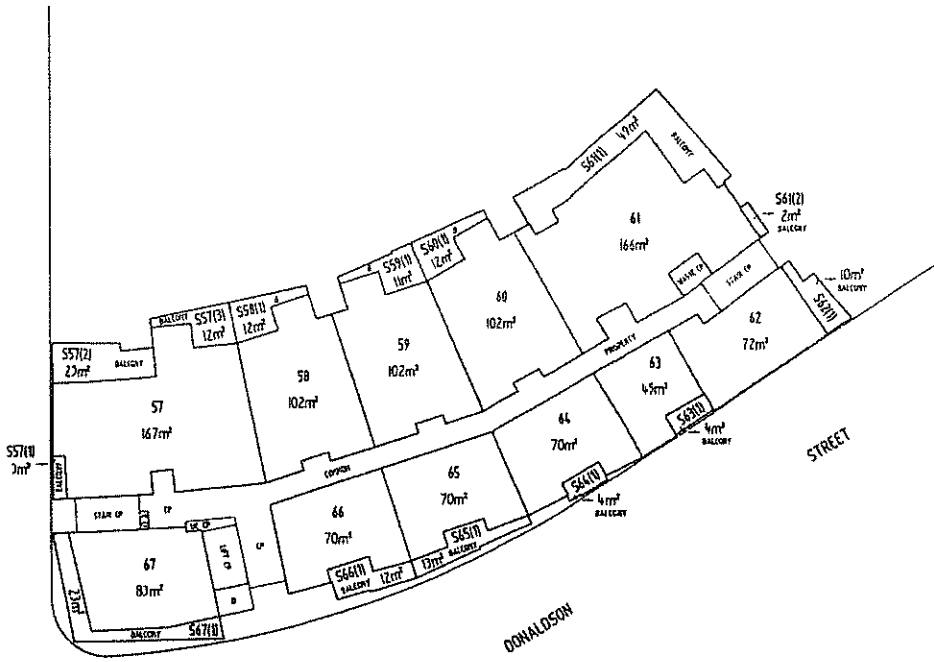 S61(1) 49m²
BALCONY
S61(2)
2m²
BALCONY
61
166m²
S60(1)
12m²
S59(1)
11m²
60
102m²
WASTE CP
STAIR CP
10m²
BALCONY
S62(1)
BALCONY
S57(3)
12m²
S58(1)
12m²
59
102m²
PROPERTY
62
72m²
S57(2)
BALCONY
58
102m²
63
45m²
57
167m²
64
70m²
S63(1)
4m²
BALCONY
S57(1)
BALCONY
COMMON
65
70m²
S64(1)
4m²
BALCONY
STREET
STAIR CP
CP
66
70m²
S65(1)
BALCONY
LIFT CP
CP
67
S66(1)
BALCONY
12m²
13m²
23m²
BALCONY
S67(1)
DONALDSON